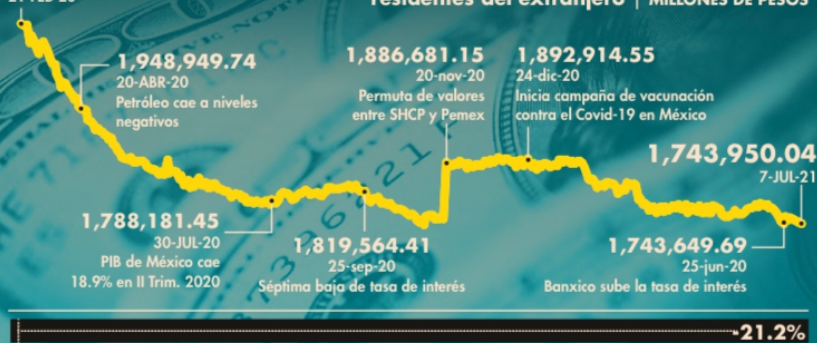 residentes del extranjero | MILLONES DE PESOS
1,948,949.74
20-ABR-20
Petróleo cae a niveles
negativos
1,886,681.15
20-nov-20
Permuta de valores
entre SHCP y Pemex
1,892,914.55
24-dic-20
Inicia campaña de vacunación
contra el Covid-19 en México
1,743,950.04
7-JUL-21
1,788,181.45
30-JUL-20
PIB de México cae
18.9% en II Trim. 2020
1,819,564.41
25-sep-20
Séptima baja de tasa de interés
1,743,649.69
25-jun-20
Banxico sube la tasa de interés
-21.2%